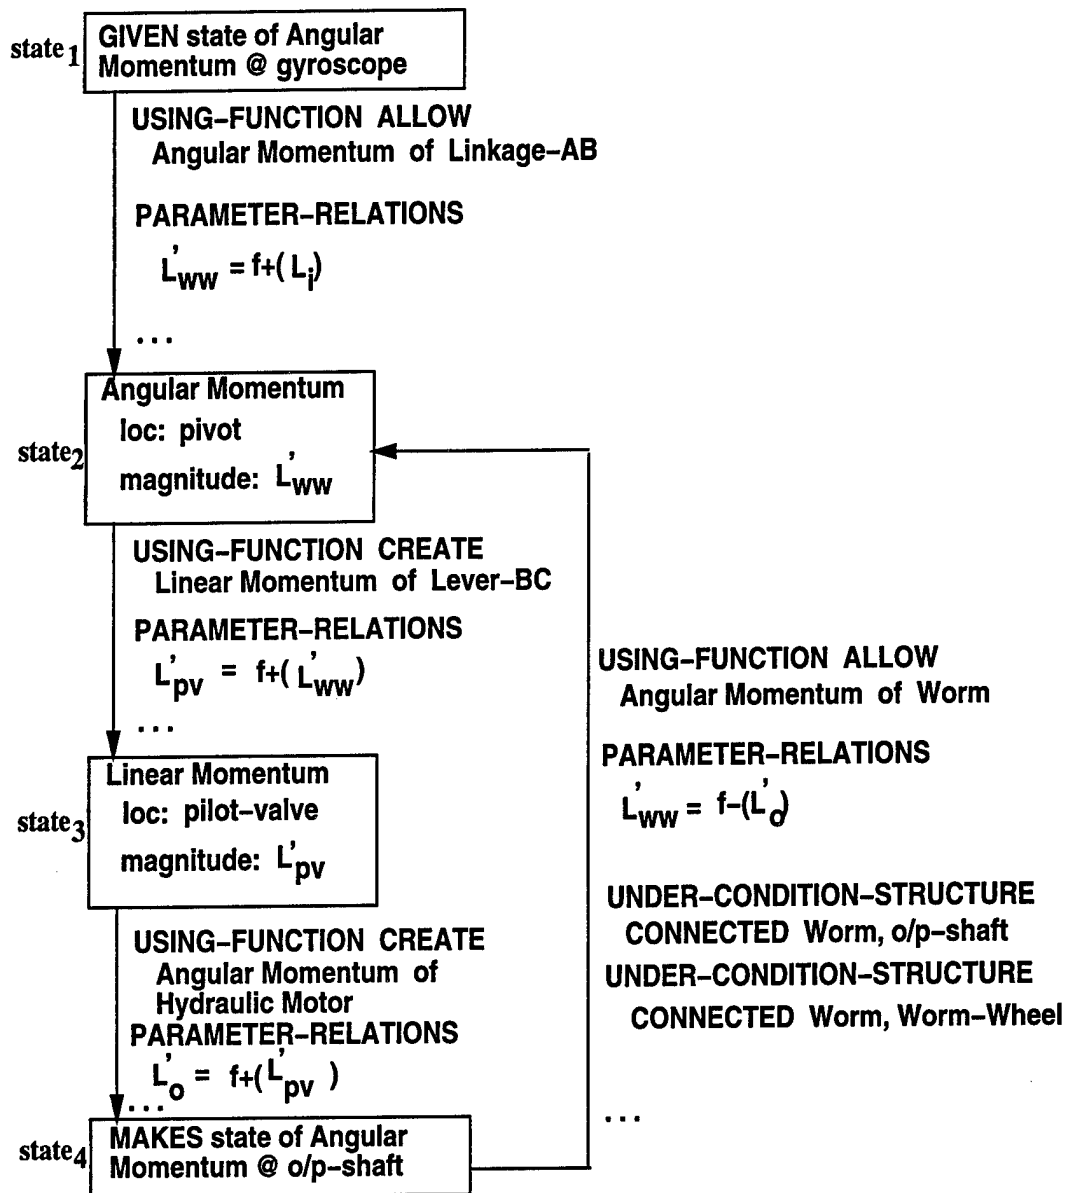 state1
GIVEN state of Angular
Momentum @ gyroscope
USING–FUNCTION ALLOW
Angular Momentum of Linkage–AB
PARAMETER–RELATIONS
L'ww = f+(Li)
...
state2
Angular Momentum
loc: pivot
magnitude: L'ww
USING–FUNCTION CREATE
Linear Momentum of Lever–BC
PARAMETER–RELATIONS
L'pv = f+(L'ww)
...
state3
Linear Momentum
loc: pilot–valve
magnitude: L'pv
USING–FUNCTION CREATE
Angular Momentum of
Hydraulic Motor
PARAMETER–RELATIONS
L'o = f+(L'pv )
...
state4
MAKES state of Angular
Momentum @ o/p–shaft
USING–FUNCTION ALLOW
Angular Momentum of Worm
PARAMETER–RELATIONS
L'ww = f–(L'o)
UNDER–CONDITION–STRUCTURE
CONNECTED Worm, o/p–shaft
UNDER–CONDITION–STRUCTURE
CONNECTED Worm, Worm–Wheel
...